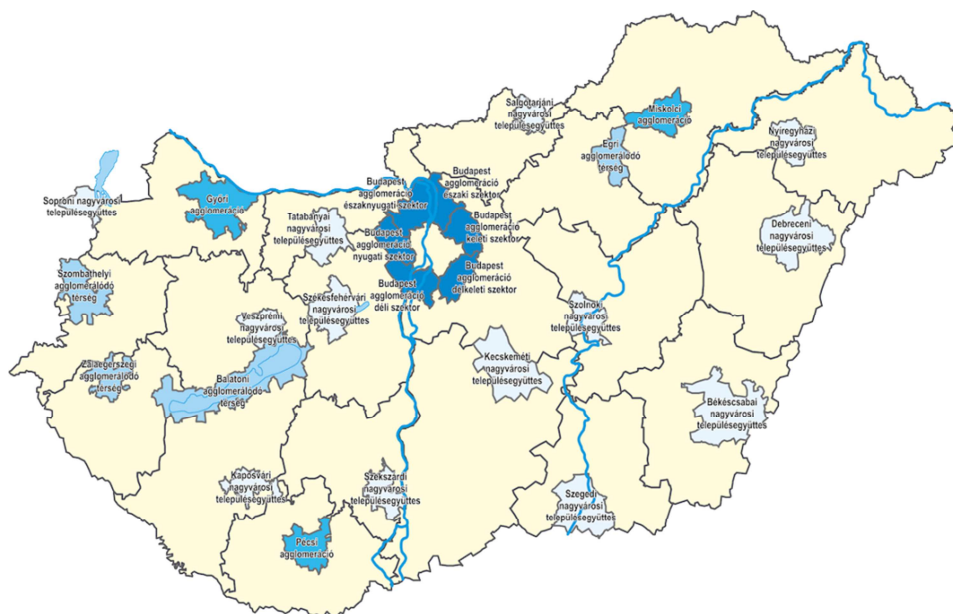 Salgótarjáni
nagyvárosi
településegyüttes
Miskolci
agglomeráció
Egri
agglomerálódó
térség
Nyíregyházi
nagyvárosi
településegyüttes
Soproni nagyvárosi
településegyüttes
Győri
agglomeráció
Tatabányai
nagyvárosi
településegyüttes
Budapest
agglomeráció
északnyugati szektor
Budapest
agglomeráció
északi szektor
Budapest
agglomeráció
keleti szektor
Budapest
agglomeráció
nyugati szektor
Budapest
agglomeráció
délkeleti szektor
Budapest
agglomeráció
déli szektor
Debreceni
nagyvárosi
településegyüttes
Szombathelyi
agglomerálódó
térség
Veszprémi
nagyvárosi
településegyüttes
Székesfehérvári
nagyvárosi
településegyüttes
Szolnoki
nagyváros
településegyüttes
Zalaegerszegi
agglomerálódó
térség
Balatoni
agglomerálódó
térség
Kecskeméti
nagyvárosi
településegyüttes
Békéscsabai
nagyvárosi
településegyüttes
Kaposvári
nagyvárosi
településegyüttes
Szekszárdi
nagyvárosi
településegyüttes
Szegedi
nagyvárosi
településegyüttes
Pécsi
agglomeráció